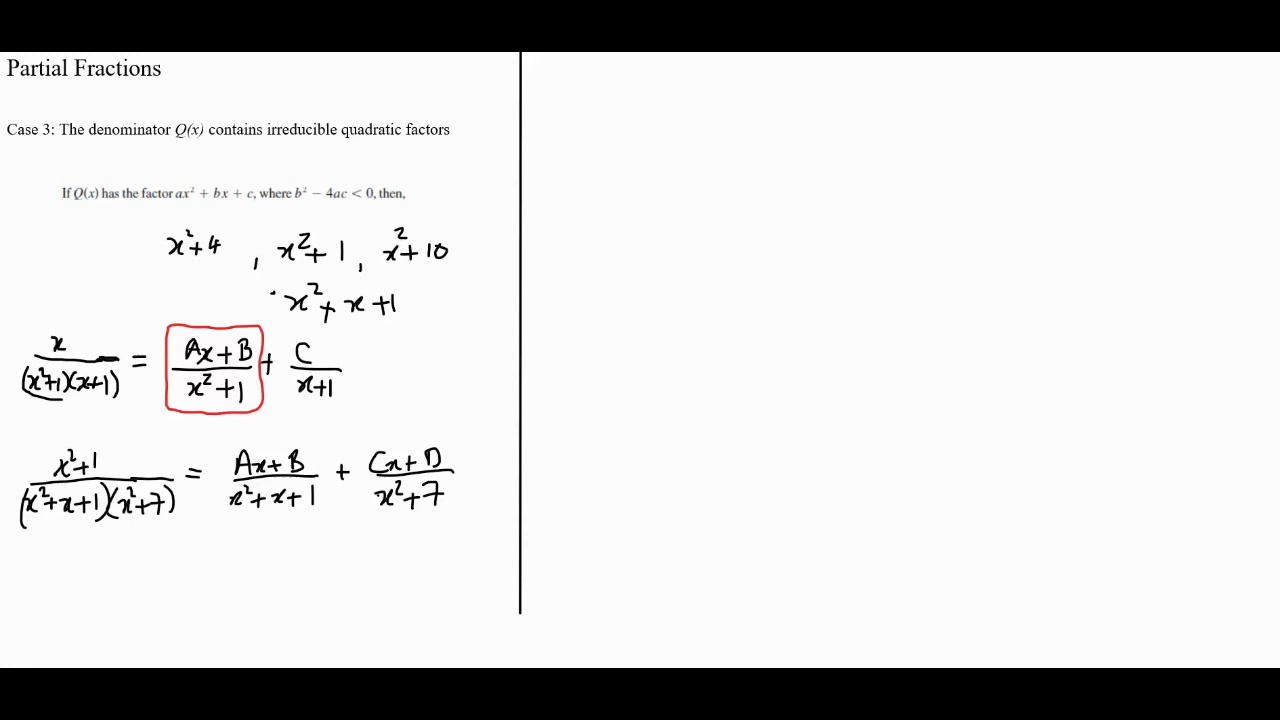 Partial Fractions
Case 3: The denominator Q(x) contains irreducible quadratic factors
If Q(x) has the factor ax² + bx + c, where b² − 4ac < 0, then,
x²+4 , x²+1 , x²+10
x²+x+1
x/((x²+1)(x+1)) = (Ax+B)/(x²+1) + C/(x+1)
(x²+1)/((x²+x+1)(x²+7)) = (Ax+B)/(x²+x+1) + (Cx+D)/(x²+7)